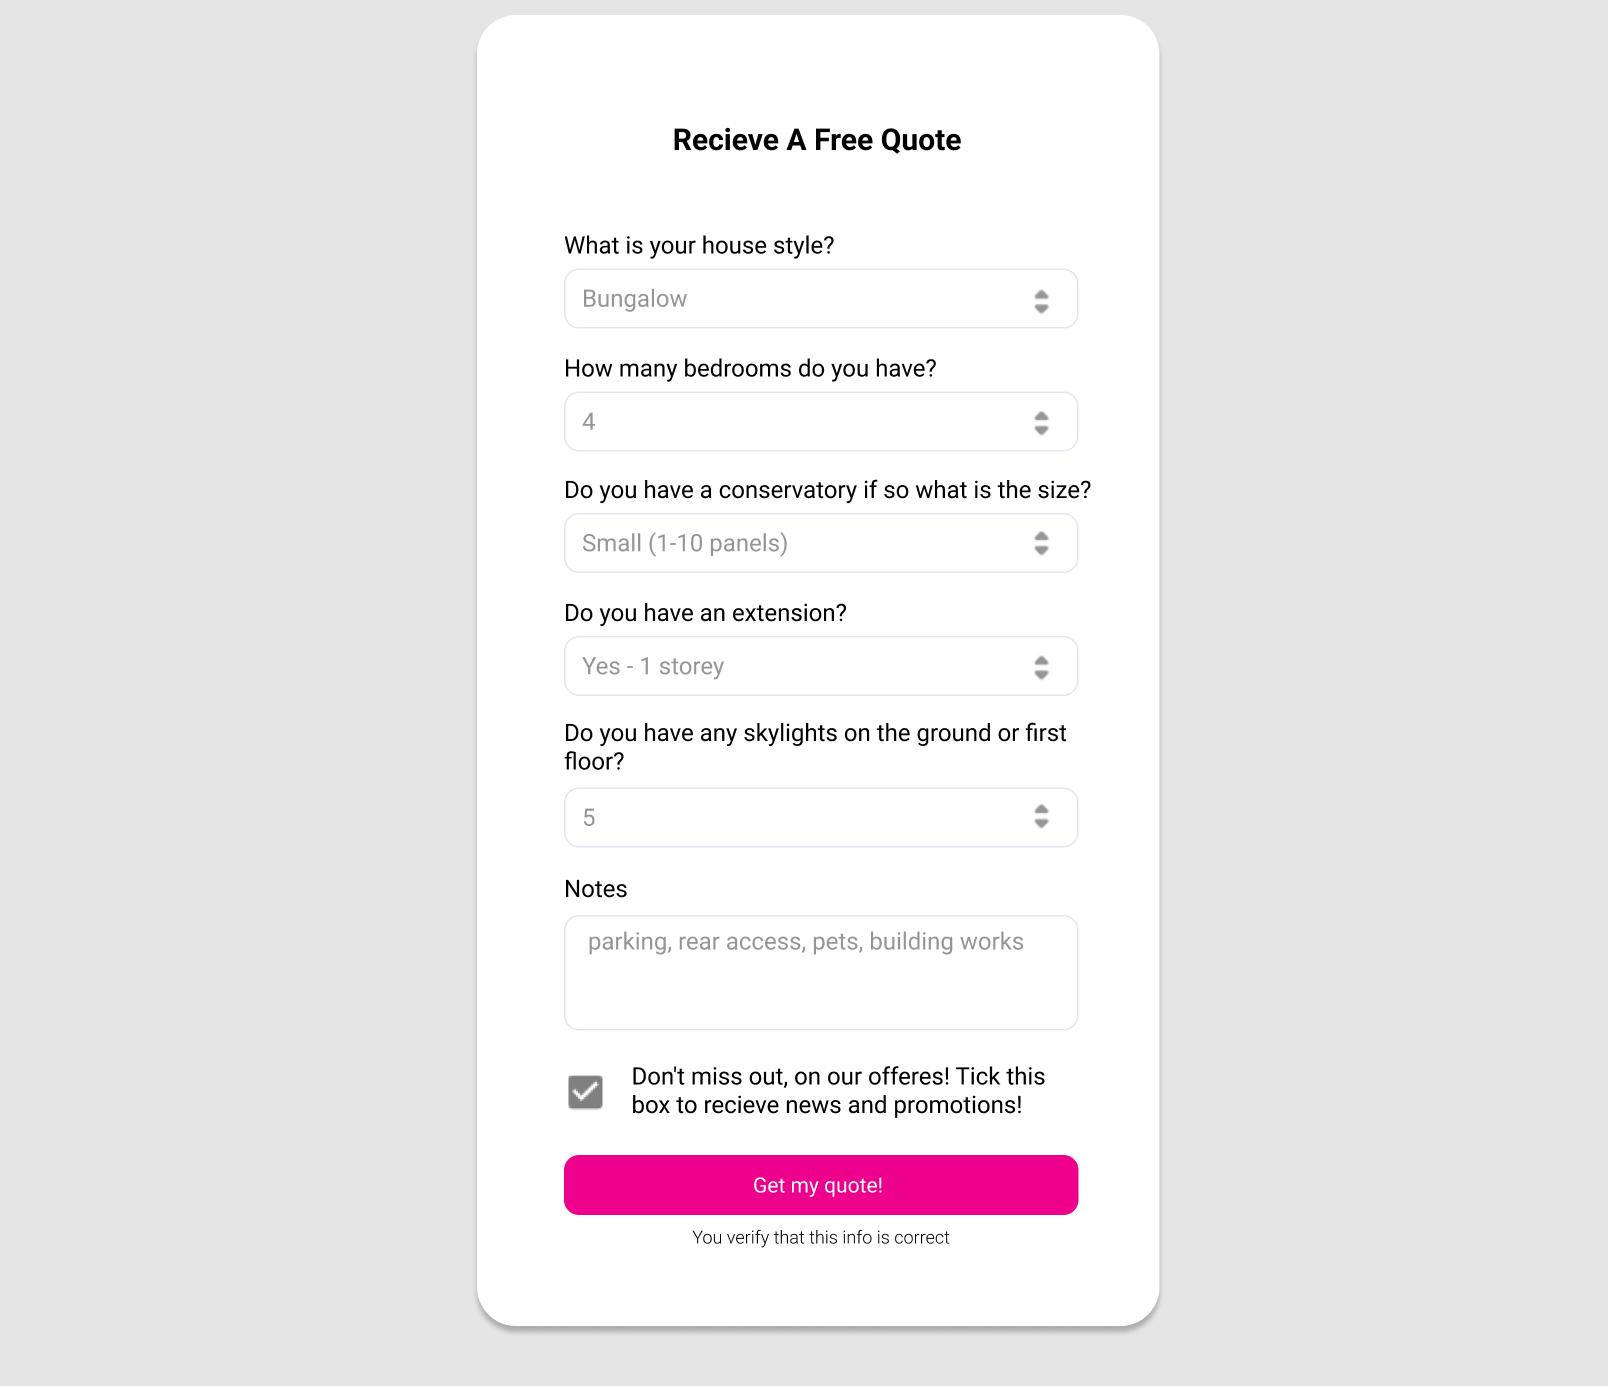 Recieve A Free Quote
What is your house style?
Bungalow
How many bedrooms do you have?
4
Do you have a conservatory if so what is the size?
Small (1-10 panels)
Do you have an extension?
Yes - 1 storey
Do you have any skylights on the ground or first
floor?
5
Notes
parking, rear access, pets, building works
Don't miss out, on our offeres! Tick this
box to recieve news and promotions!
Get my quote!
You verify that this info is correct